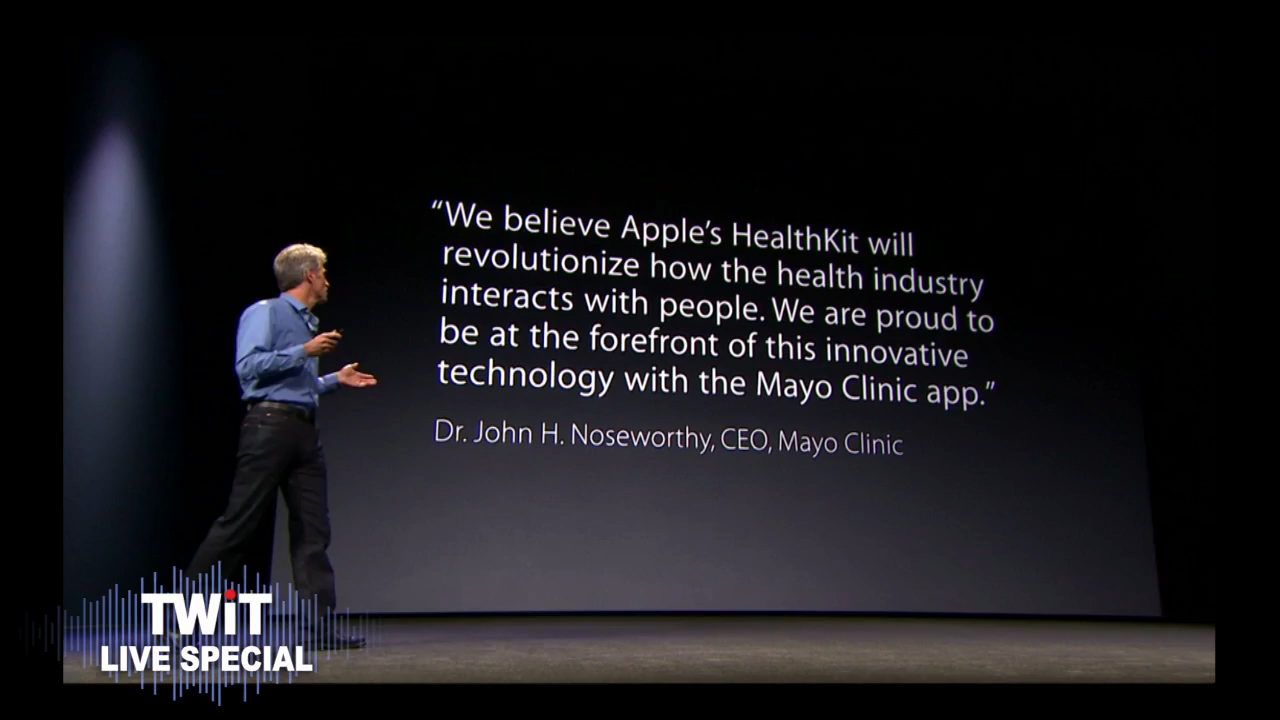 “We believe Apple’s HealthKit will
revolutionize how the health industry
interacts with people. We are proud to
be at the forefront of this innovative
technology with the Mayo Clinic app.”
Dr. John H. Noseworthy, CEO, Mayo Clinic
TWiT
LIVE SPECIAL